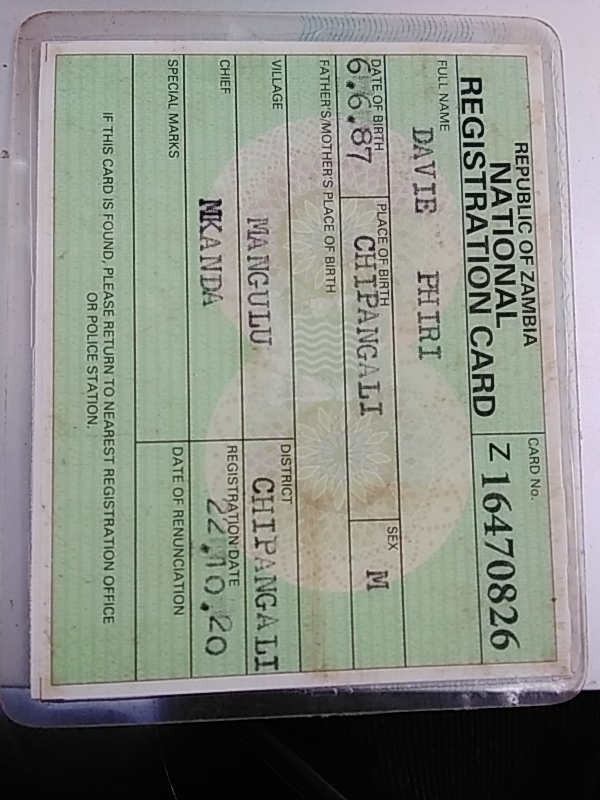 REPUBLIC OF ZAMBIA
NATIONAL
REGISTRATION CARD
CARD No.
Z 16470826
FULL NAME
DAVIE PHIRI
DATE OF BIRTH
6.6.87
PLACE OF BIRTH
CHIPANGALI
SEX
M
FATHER'S/MOTHER'S PLACE OF BIRTH
VILLAGE
MANGULU
DISTRICT
CHIPANGALI
CHIEF
MKANDA
REGISTRATION DATE
22.10.20
SPECIAL MARKS
DATE OF RENUNCIATION
IF THIS CARD IS FOUND, PLEASE RETURN TO NEAREST REGISTRATION OFFICE
OR POLICE STATION.